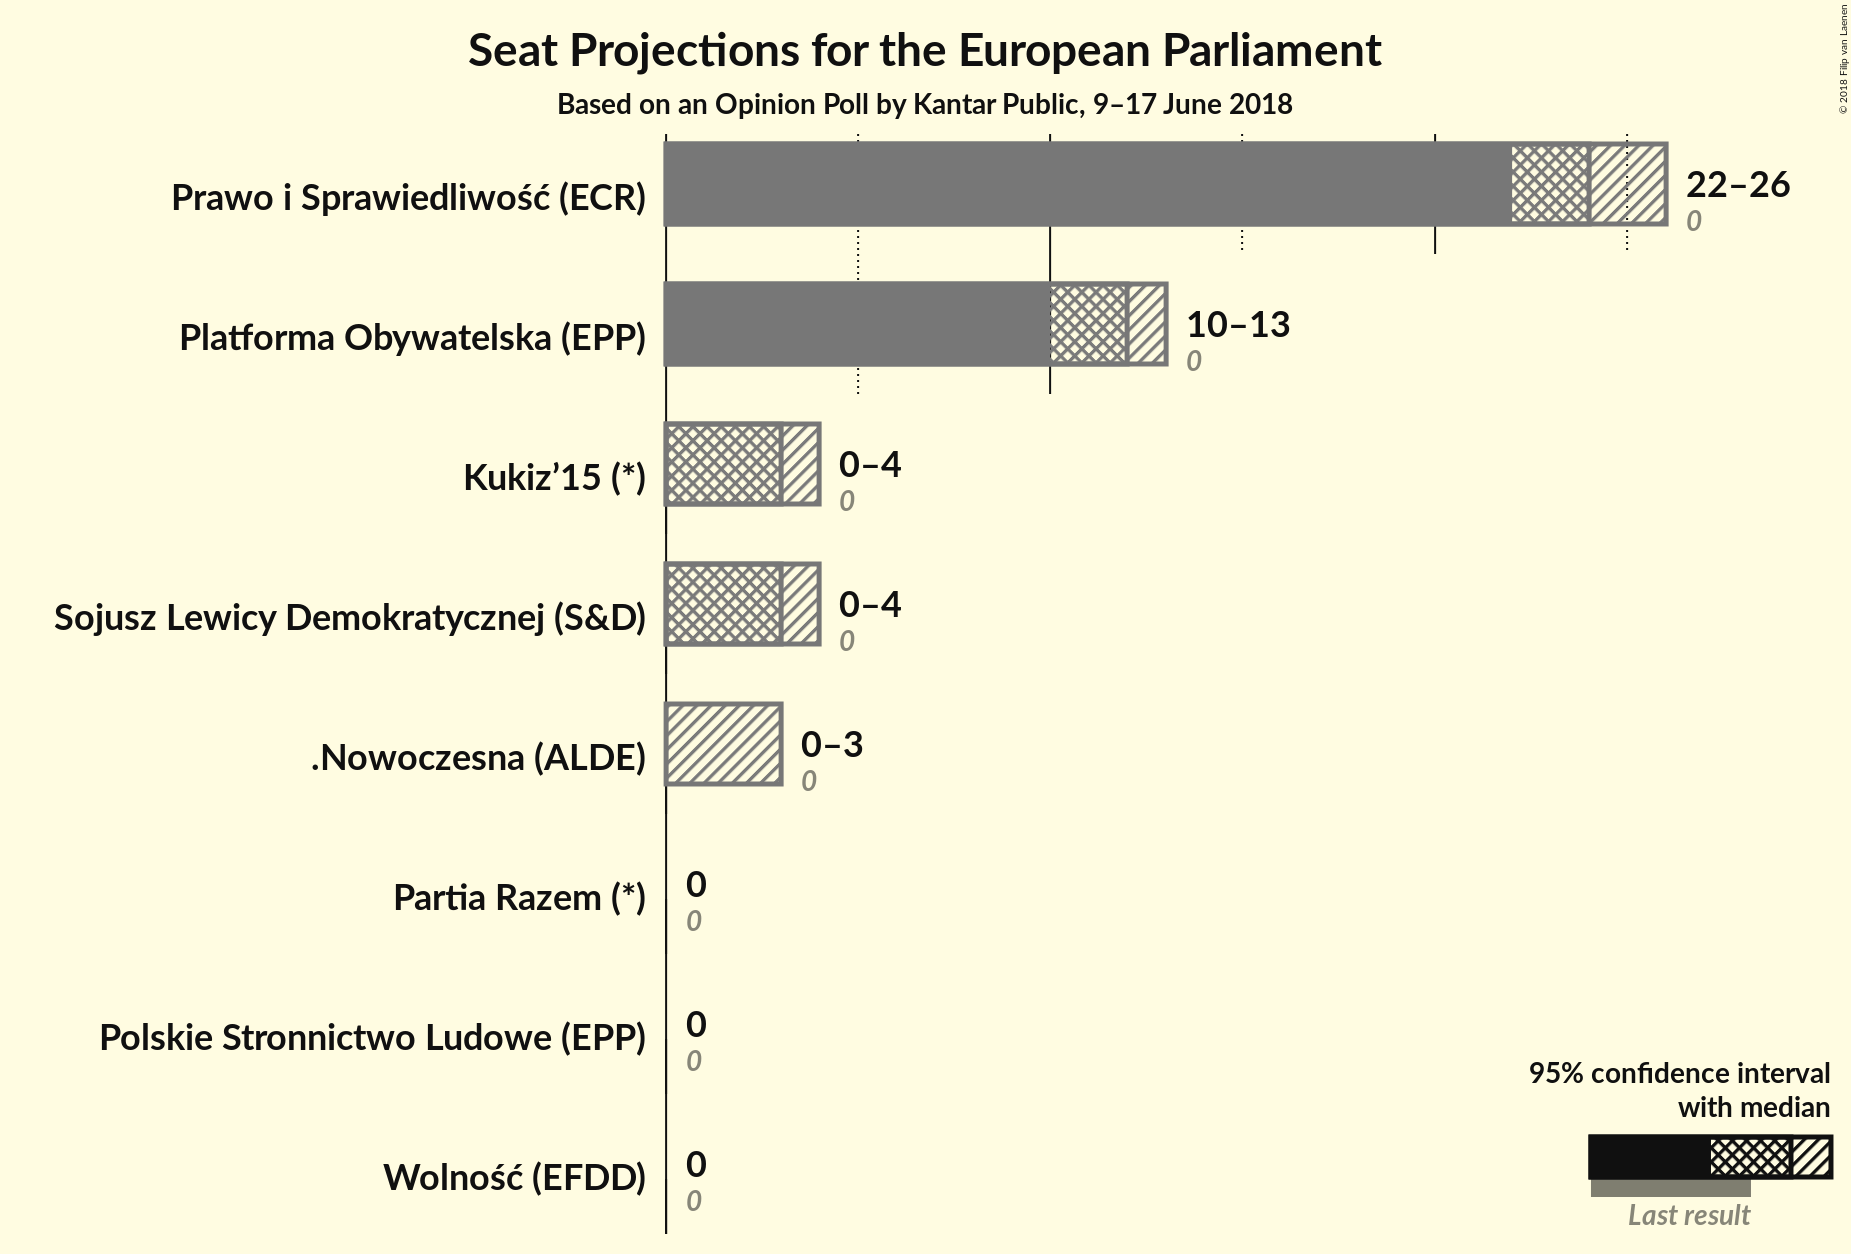 Seat Projections for the European Parliament
Based on an Opinion Poll by Kantar Public, 9–17 June 2018
© 2018 Filip van Laenen
Prawo i Sprawiedliwość (ECR)
22–26
0
Platforma Obywatelska (EPP)
10–13
0
Kukiz’15 (*)
0–4
0
Sojusz Lewicy Demokratycznej (S&D)
0–4
0
.Nowoczesna (ALDE)
0–3
0
Partia Razem (*)
0
0
Polskie Stronnictwo Ludowe (EPP)
0
0
Wolność (EFDD)
0
0
95% confidence interval
with median
Last result